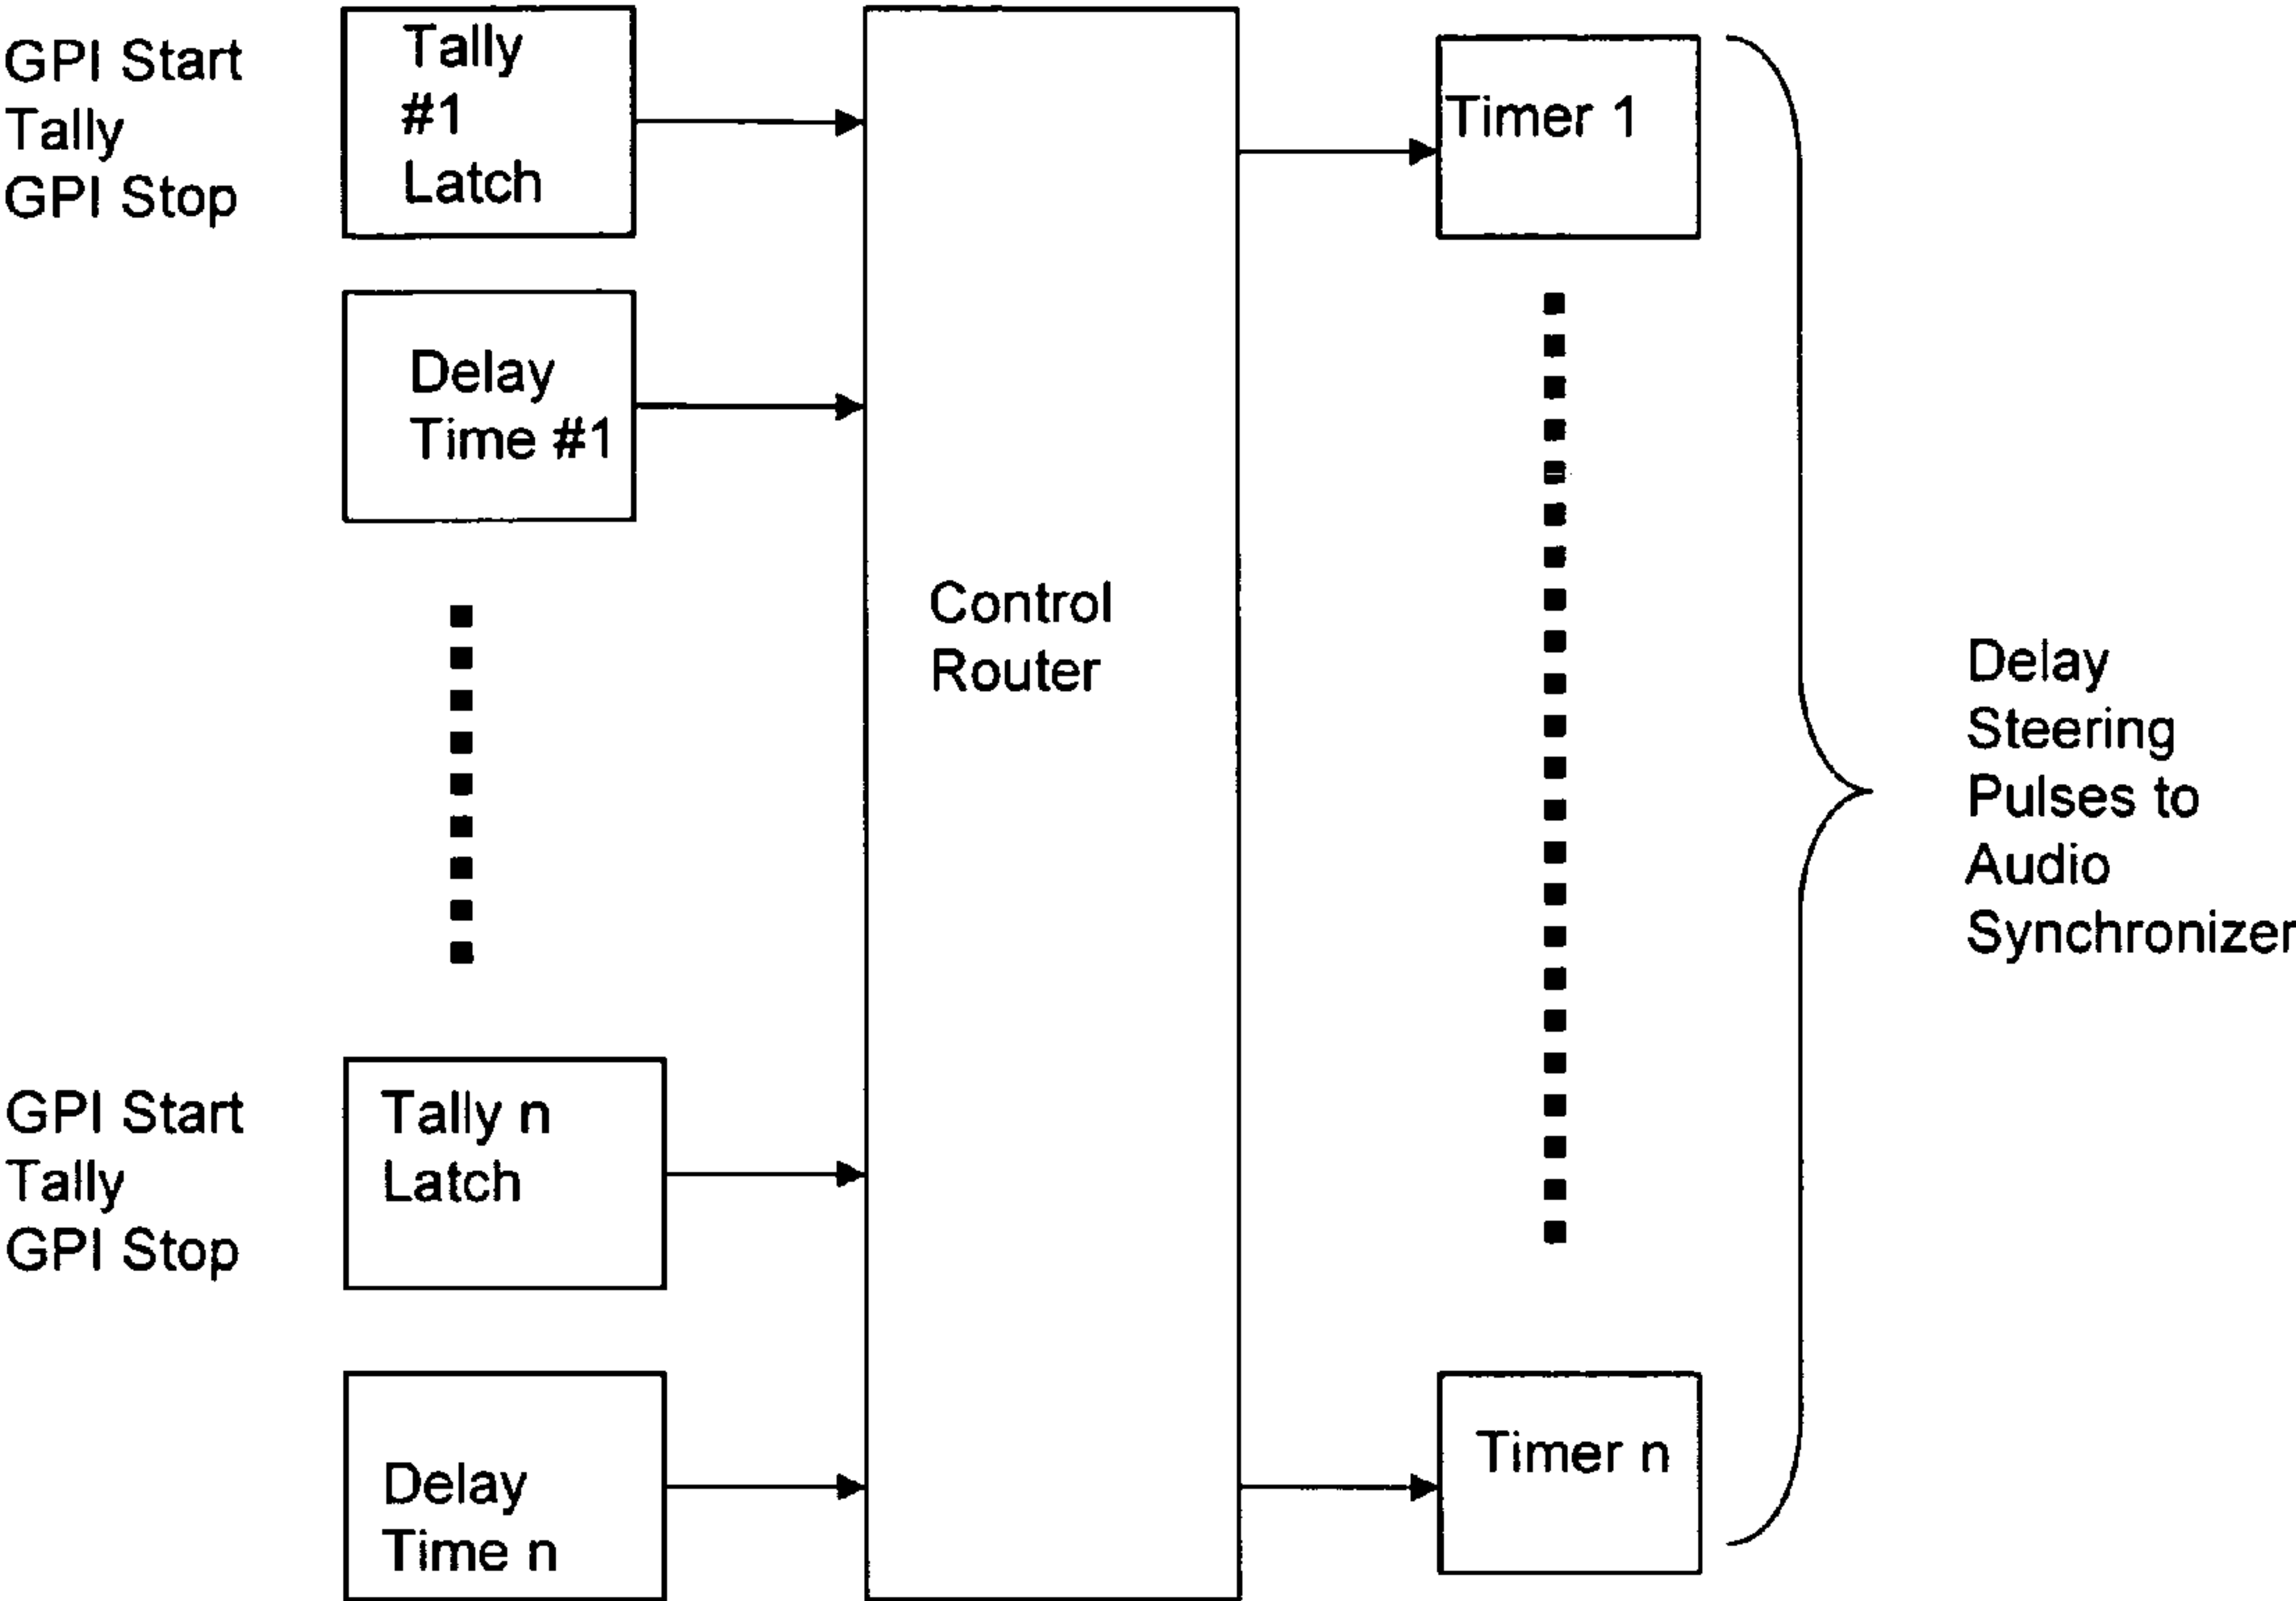 GPI Start
Tally
GPI Stop
Tally
#1
Latch
Timer 1
Delay
Time #1
Control
Router
Delay
Steering
Pulses to
Audio
Synchronizer
GPI Start
Tally
GPI Stop
Tally n
Latch
Delay
Time n
Timer n